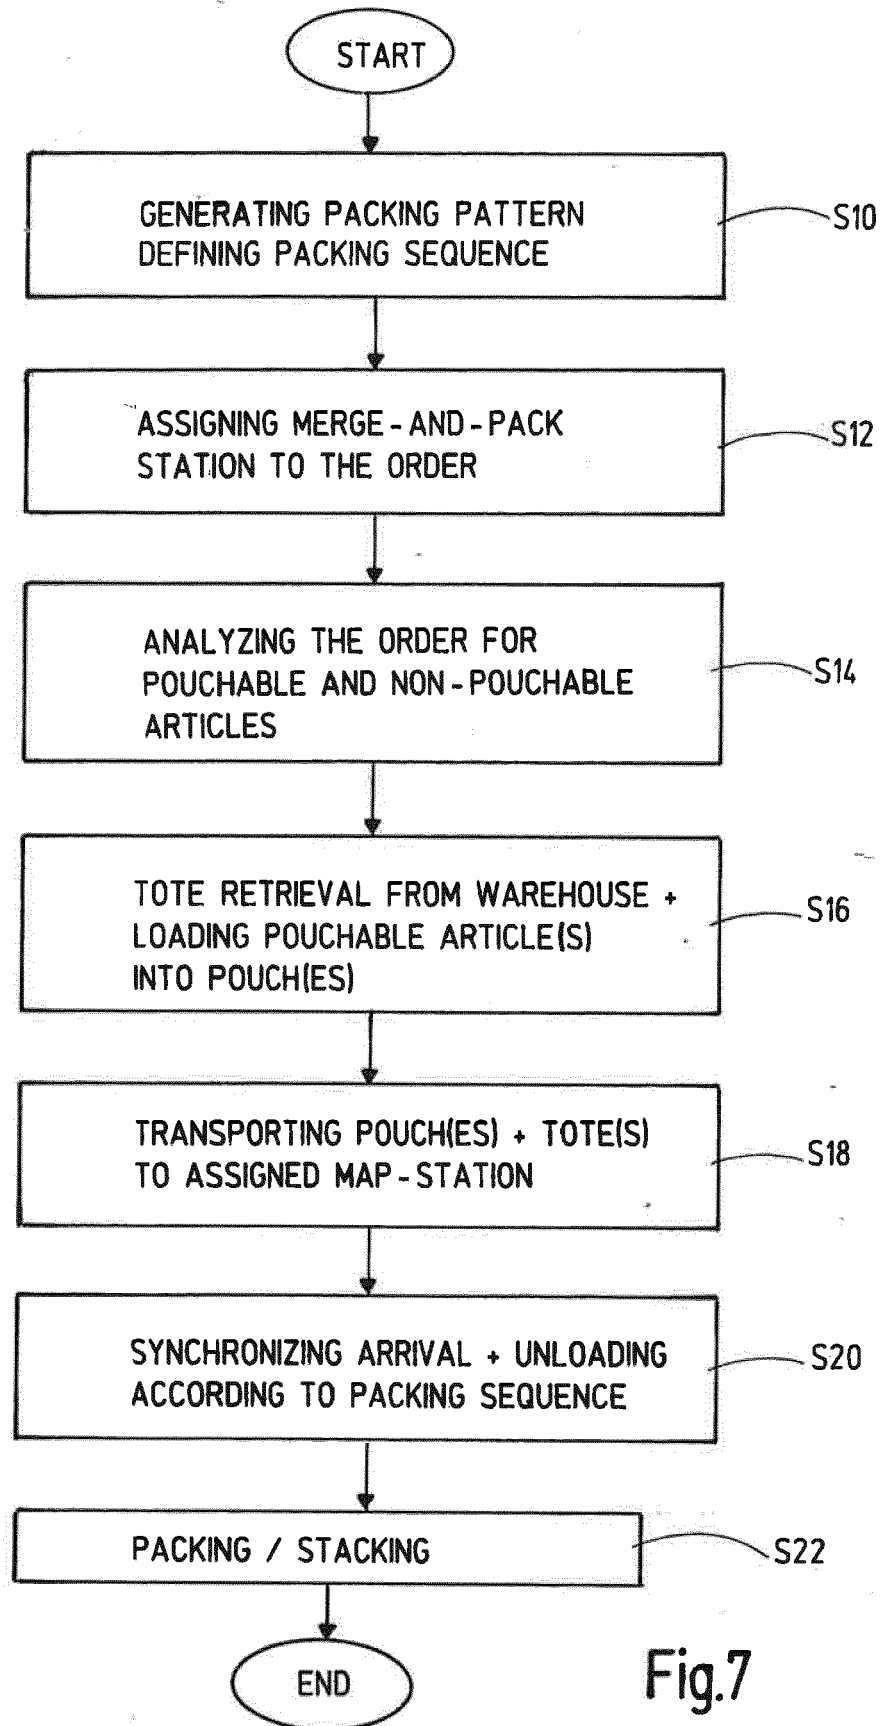 START
GENERATING PACKING PATTERN
DEFINING PACKING SEQUENCE
S10
ASSIGNING MERGE-AND-PACK
STATION TO THE ORDER
S12
ANALYZING THE ORDER FOR
POUCHABLE AND NON-POUCHABLE
ARTICLES
S14
TOTE RETRIEVAL FROM WAREHOUSE +
LOADING POUCHABLE ARTICLE(S)
INTO POUCH(ES)
S16
TRANSPORTING POUCH(ES) + TOTE(S)
TO ASSIGNED MAP-STATION
S18
SYNCHRONIZING ARRIVAL + UNLOADING
ACCORDING TO PACKING SEQUENCE
S20
PACKING / STACKING
S22
END
Fig.7